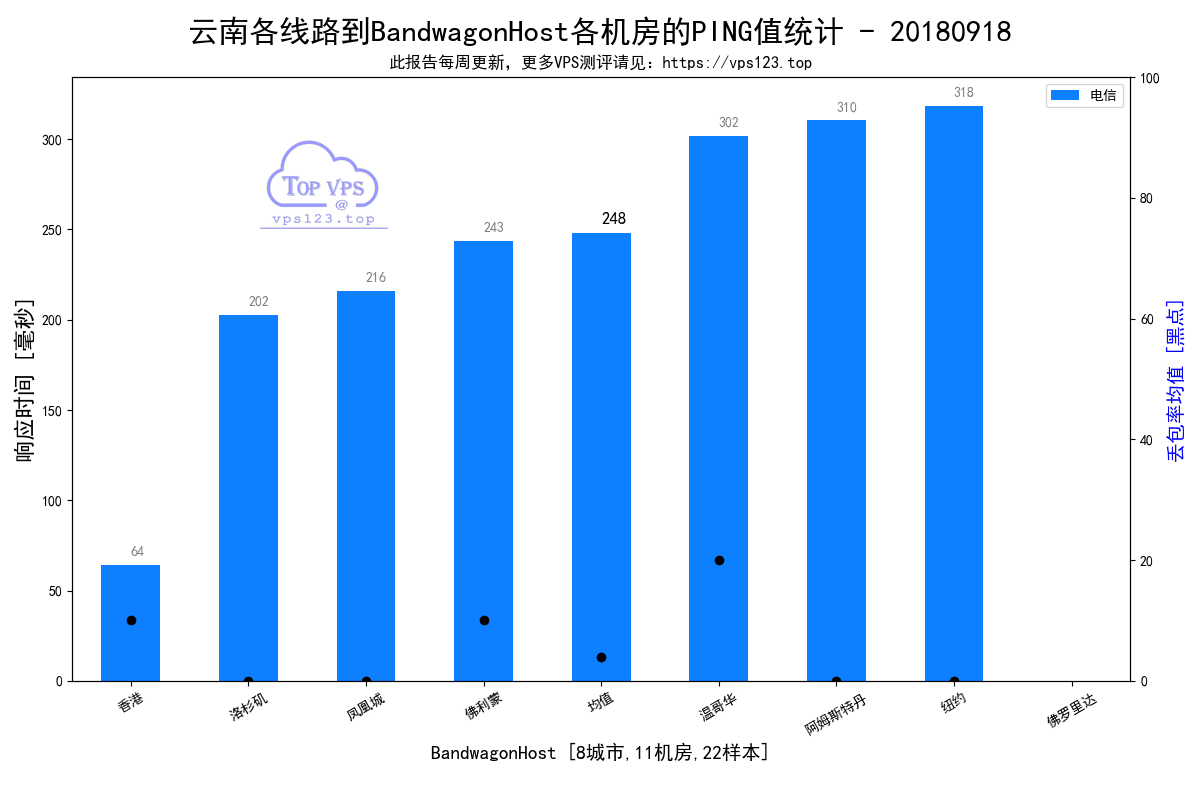 云南各线路到BandwagonHost各机房的PING值统计 - 20180918
此报告每周更新，更多VPS测评请见：https://vps123.top
电信
TOP VPS
@
vps123.top
响应时间 [毫秒]
300
250
200
150
100
50
0
64
202
216
243
248
302
310
318
100
80
60
40
20
0
丢包率均值 [黑点]
香港
洛杉矶
凤凰城
佛利蒙
均值
温哥华
阿姆斯特丹
纽约
佛罗里达
BandwagonHost [8城市,11机房,22样本]